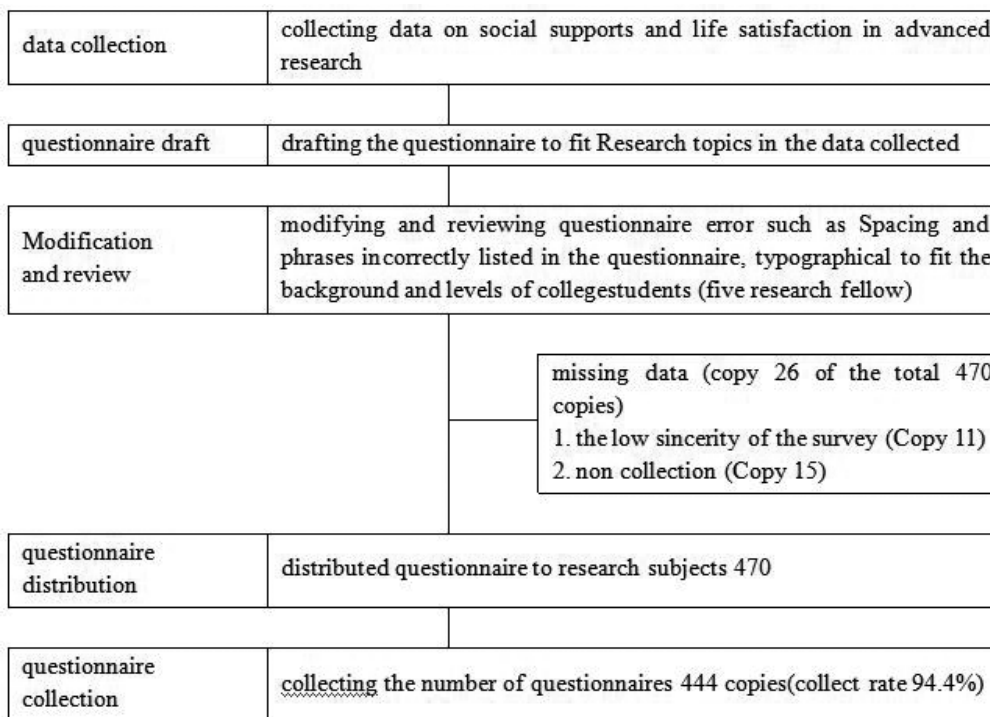 data collection
collecting data on social supports and life satisfaction in advanced
research
questionnaire draft
drafting the questionnaire to fit Research topics in the data collected
Modification
and review
modifying and reviewing questionnaire error such as Spacing and
phrases incorrectly listed in the questionnaire, typographical to fit the
background and levels of collegestudents (five research fellow)
missing data (copy 26 of the total 470
copies)
1. the low sincerity of the survey (Copy 11)
2. non collection (Copy 15)
questionnaire
distribution
distributed questionnaire to research subjects 470
questionnaire
collection
collecting the number of questionnaires 444 copies(collect rate 94.4%)